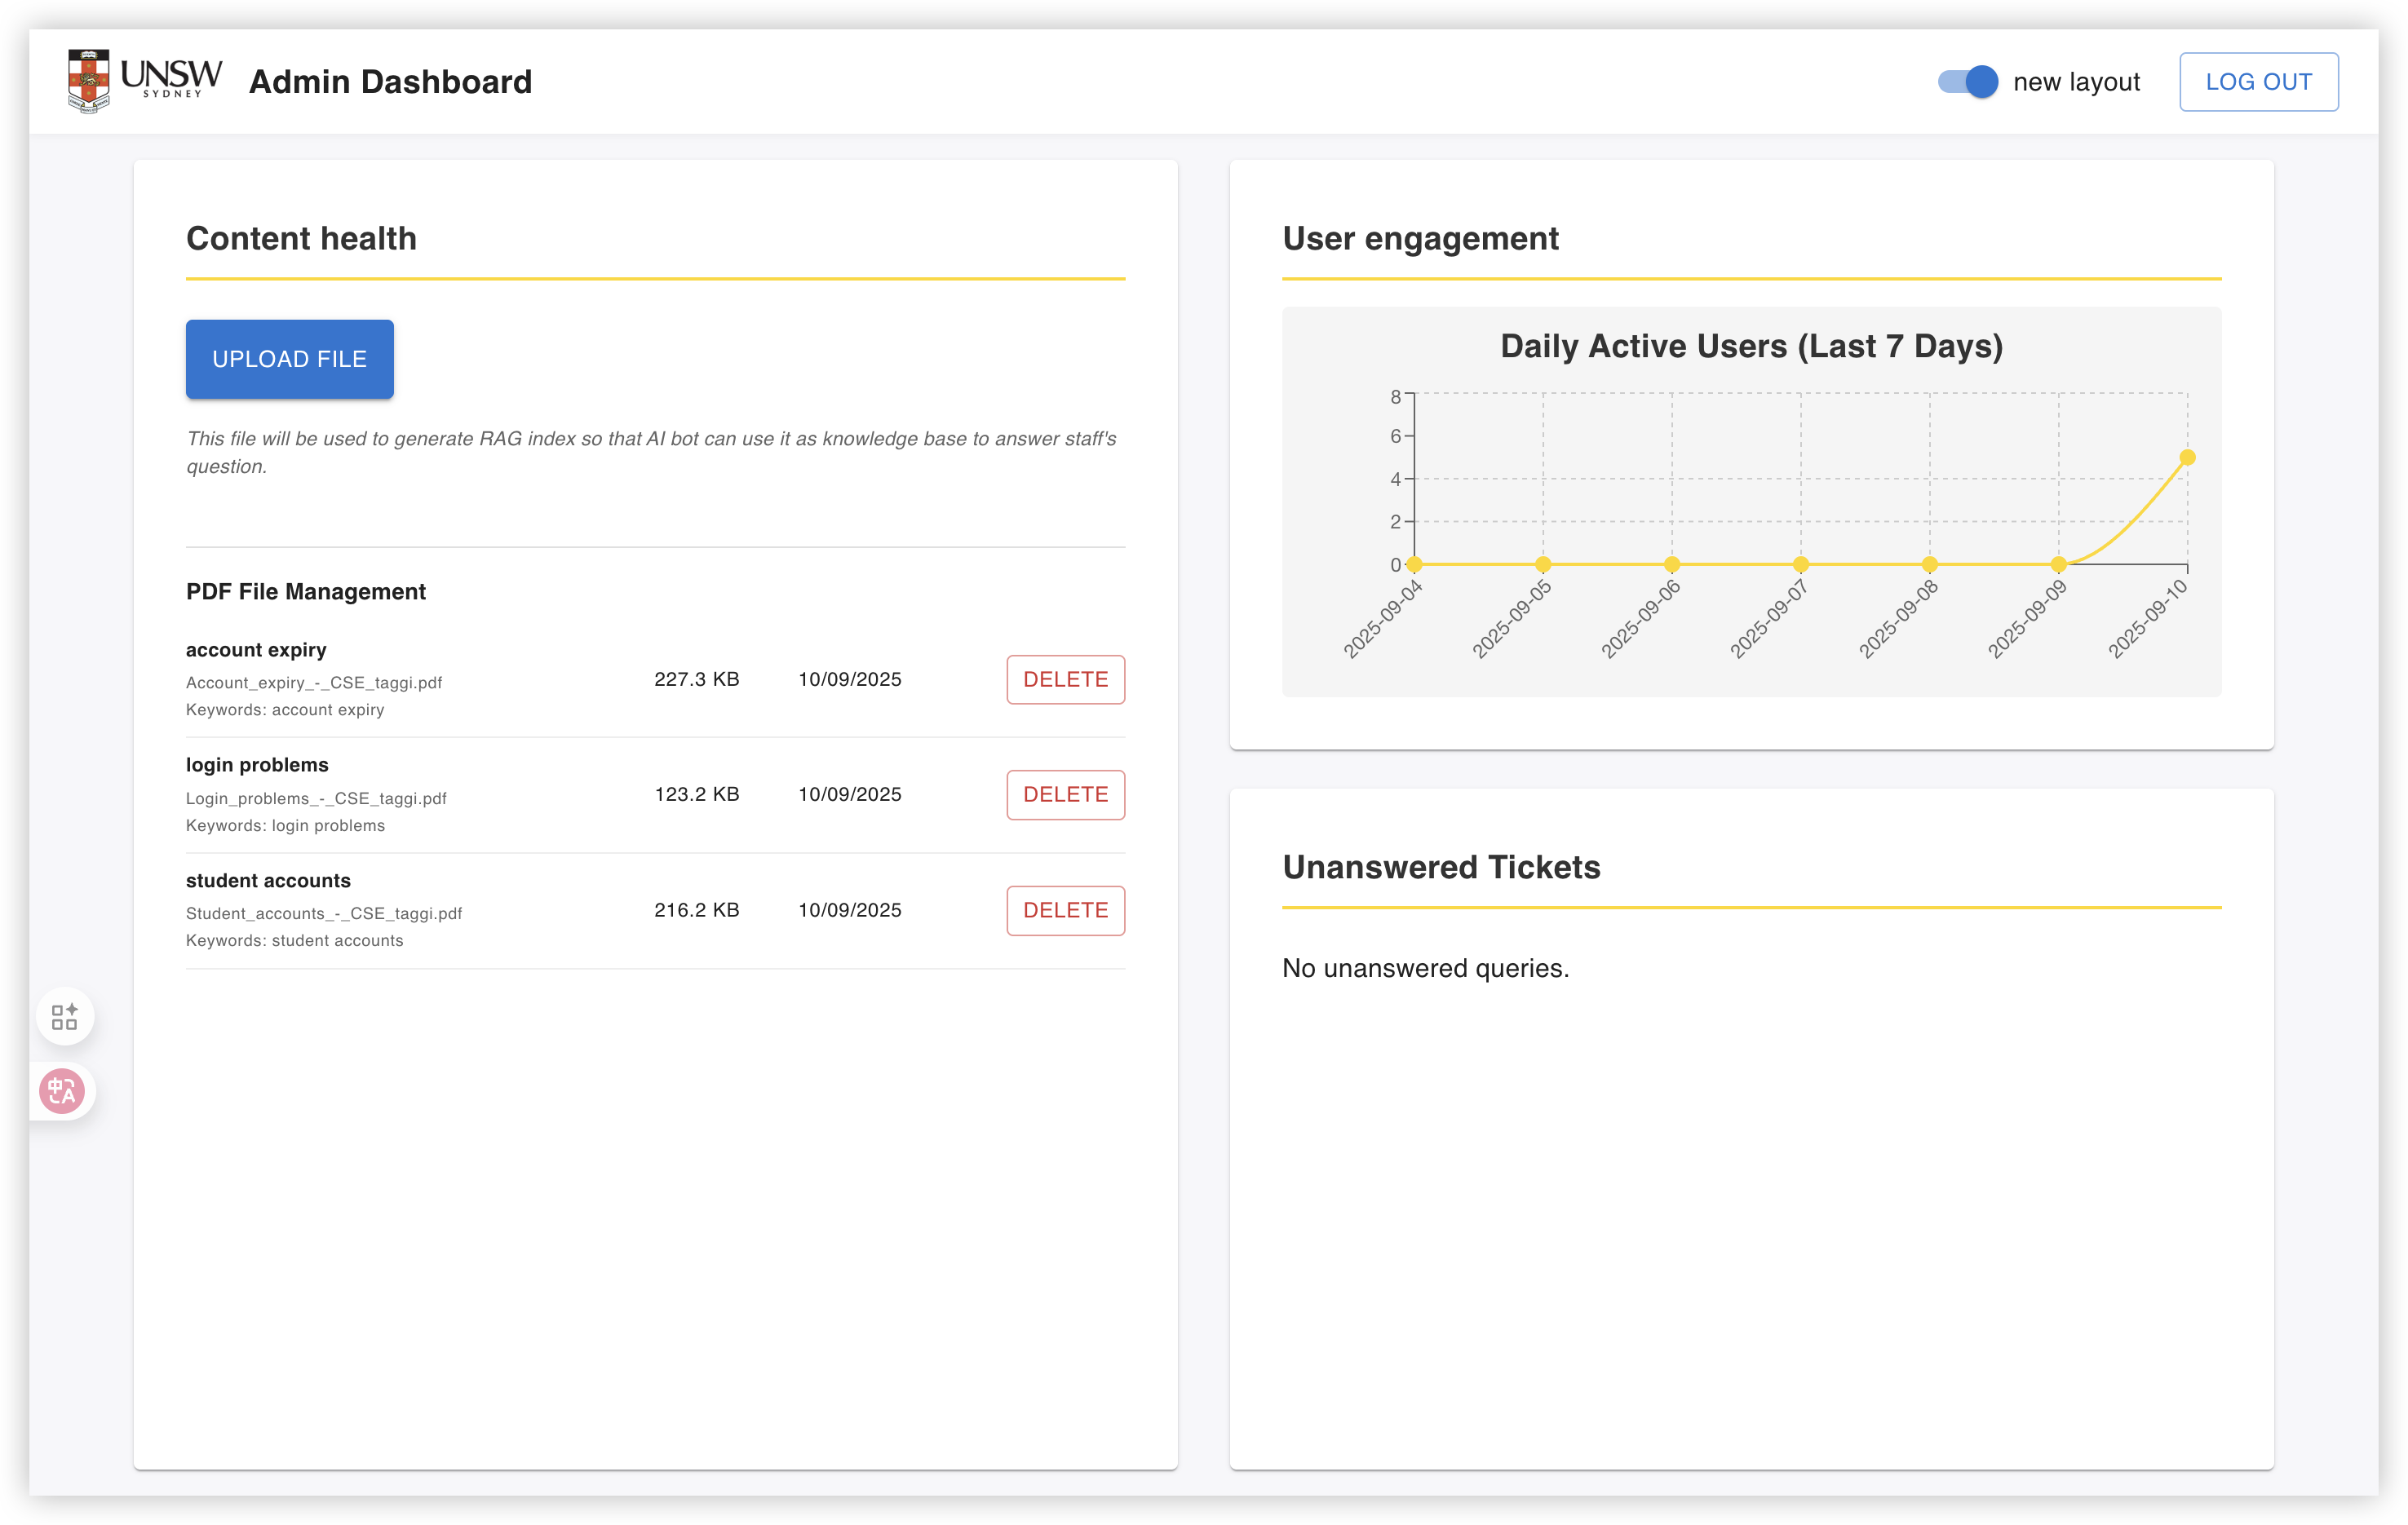 UNSW
SYDNEY
Admin Dashboard
new layout
LOG OUT
Content health
UPLOAD FILE
This file will be used to generate RAG index so that AI bot can use it as knowledge base to answer staff's
question.
PDF File Management
account expiry
Account_expiry_-_CSE_taggi.pdf
Keywords: account expiry
227.3 KB
10/09/2025
DELETE
login problems
Login_problems_-_CSE_taggi.pdf
Keywords: login problems
123.2 KB
10/09/2025
DELETE
student accounts
Student_accounts_-_CSE_taggi.pdf
Keywords: student accounts
216.2 KB
10/09/2025
DELETE
User engagement
Daily Active Users (Last 7 Days)
8
6
4
2
0
2025-09-04
2025-09-05
2025-09-06
2025-09-07
2025-09-08
2025-09-09
2025-09-10
Unanswered Tickets
No unanswered queries.
中
A